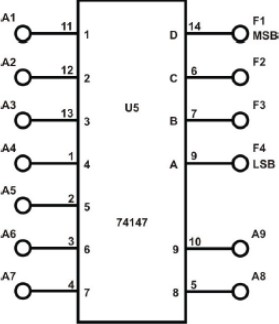 A1 11 1 D 14 F1
MSB
A2 12 2 C 6 F2
U5
A3 13 3 B 7 F3
A4 1 4 A 9 F4
LSB
A5 2 5
74147
A6 3 6 9 10 A9
A7 4 7 8 5 A8